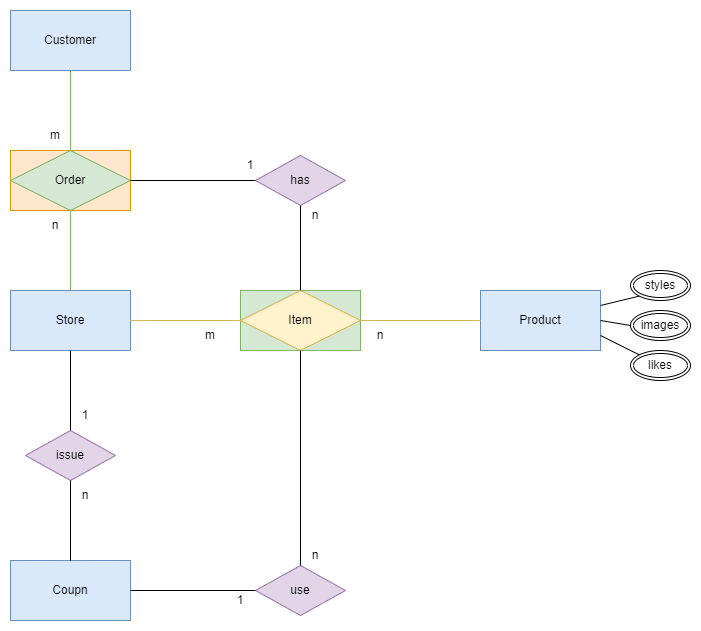 Customer
m
Order
1
has
n
n
styles
Store
Item
Product
images
m
n
likes
1
issue
n
n
Coupn
1
use